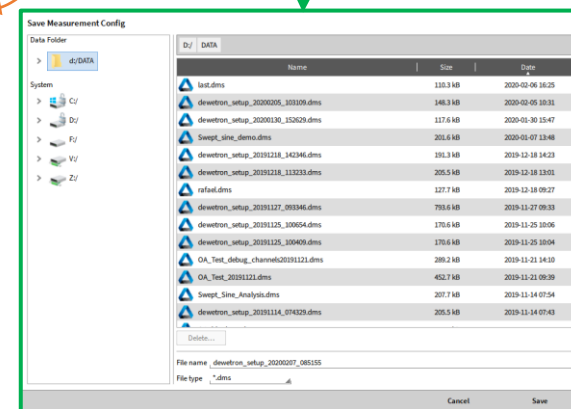 Save Measurement Config
Data Folder
d:/DATA
System
C:/
D:/
F:/
V:/
Z:/
D:/ DATA
Name Size Date
last.dms 110.3 kB 2020-02-06 16:25
dewetron_setup_20200205_103109.dms 148.3 kB 2020-02-05 10:31
dewetron_setup_20200130_152629.dms 117.6 kB 2020-01-30 15:47
Swept_sine_demo.dms 201.6 kB 2020-01-07 13:48
dewetron_setup_20191218_142346.dms 191.3 kB 2019-12-18 14:23
dewetron_setup_20191218_113233.dms 205.5 kB 2019-12-18 13:01
rafael.dms 127.7 kB 2019-12-18 09:27
dewetron_setup_20191127_093346.dms 793.6 kB 2019-11-27 09:33
dewetron_setup_20191125_100654.dms 170.6 kB 2019-11-25 10:06
dewetron_setup_20191125_100409.dms 170.6 kB 2019-11-25 10:04
OA_Test_debug_channels20191121.dms 289.2 kB 2019-11-21 14:10
OA_Test_20191121.dms 452.7 kB 2019-11-21 09:39
Swept_Sine_Analysis.dms 207.7 kB 2019-11-14 07:54
dewetron_setup_20191114_074329.dms 205.5 kB 2019-11-14 07:43
Delete...
File name dewetron_setup_20200207_085155
File type *.dms
Cancel Save